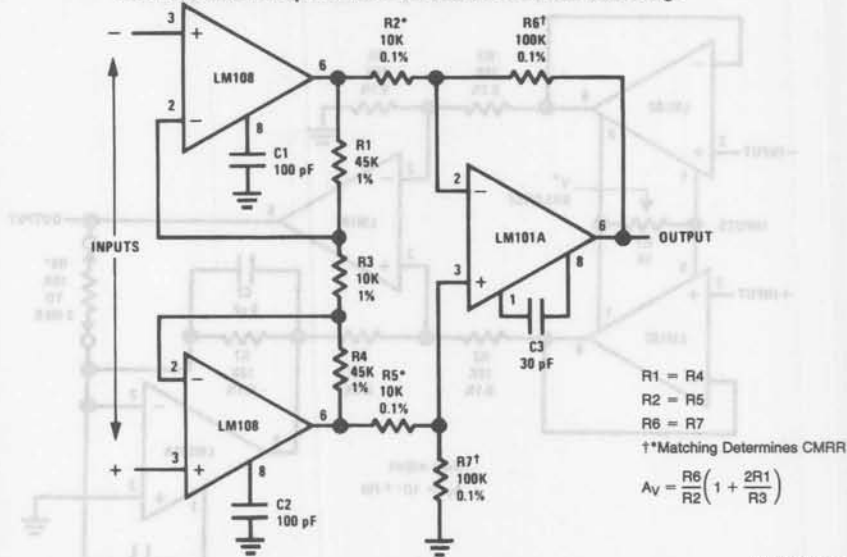 3
+
-
R2*
10K
0.1%
R6†
100K
0.1%
LM108
6
2
-
8
C1
100 pF
R1
45K
1%
2
-
LM101A
6
OUTPUT
3
+
1
8
INPUTS
R3
10K
1%
C3
30 pF
2
-
LM108
R4
45K
1%
R5*
10K
0.1%
6
+
3
+
8
C2
100 pF
R7†
100K
0.1%
R1 = R4
R2 = R5
R6 = R7
†*Matching Determines CMRR
AV = R6/R2 (1 + 2R1/R3)